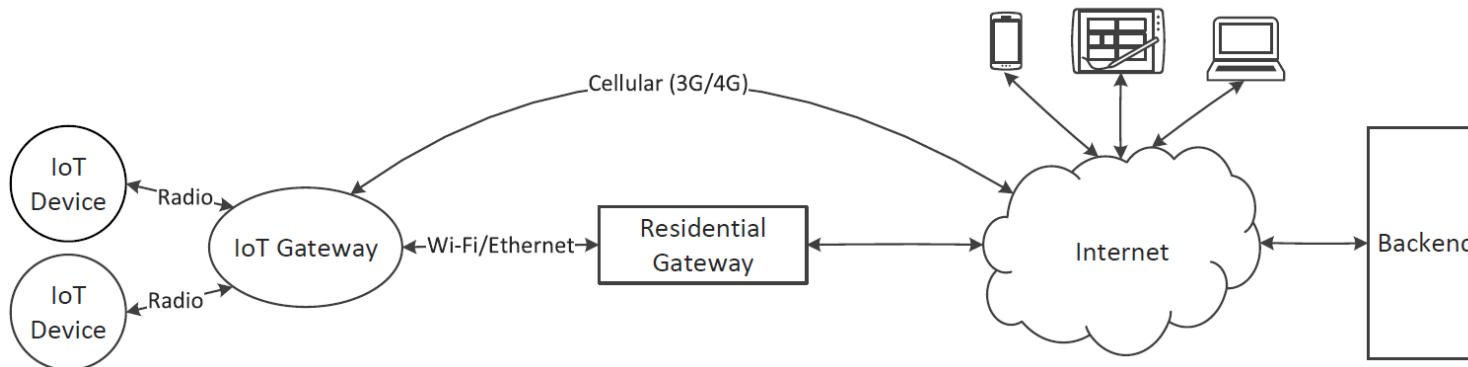 Cellular (3G/4G)
IoT
Device
Radio
IoT Gateway
Wi-Fi/Ethernet
Residential
Gateway
Internet
Backend
IoT
Device
Radio